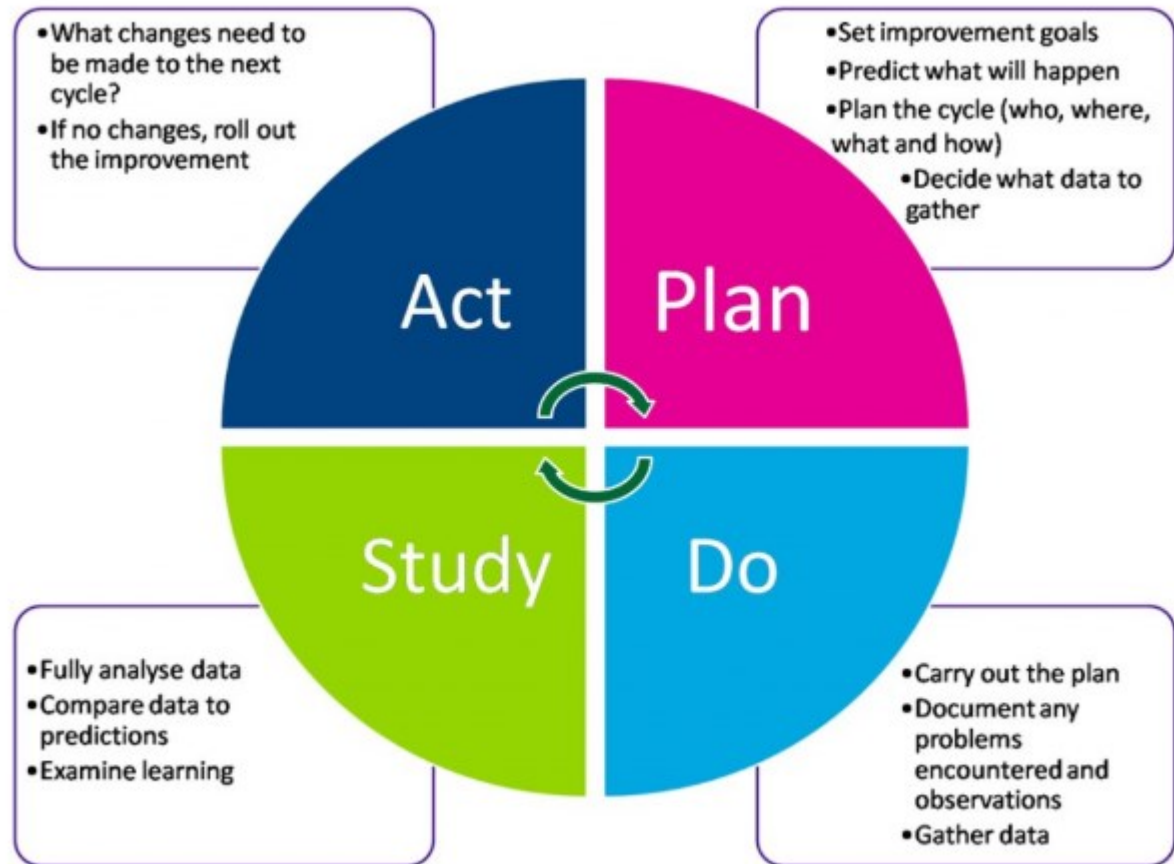 •What changes need to
be made to the next
cycle?
•If no changes, roll out
the improvement
•Set improvement goals
•Predict what will happen
•Plan the cycle (who, where,
what and how)
•Decide what data to
gather
Act
Plan
Study
Do
•Fully analyse data
•Compare data to
predictions
•Examine learning
•Carry out the plan
•Document any
problems
encountered and
observations
•Gather data